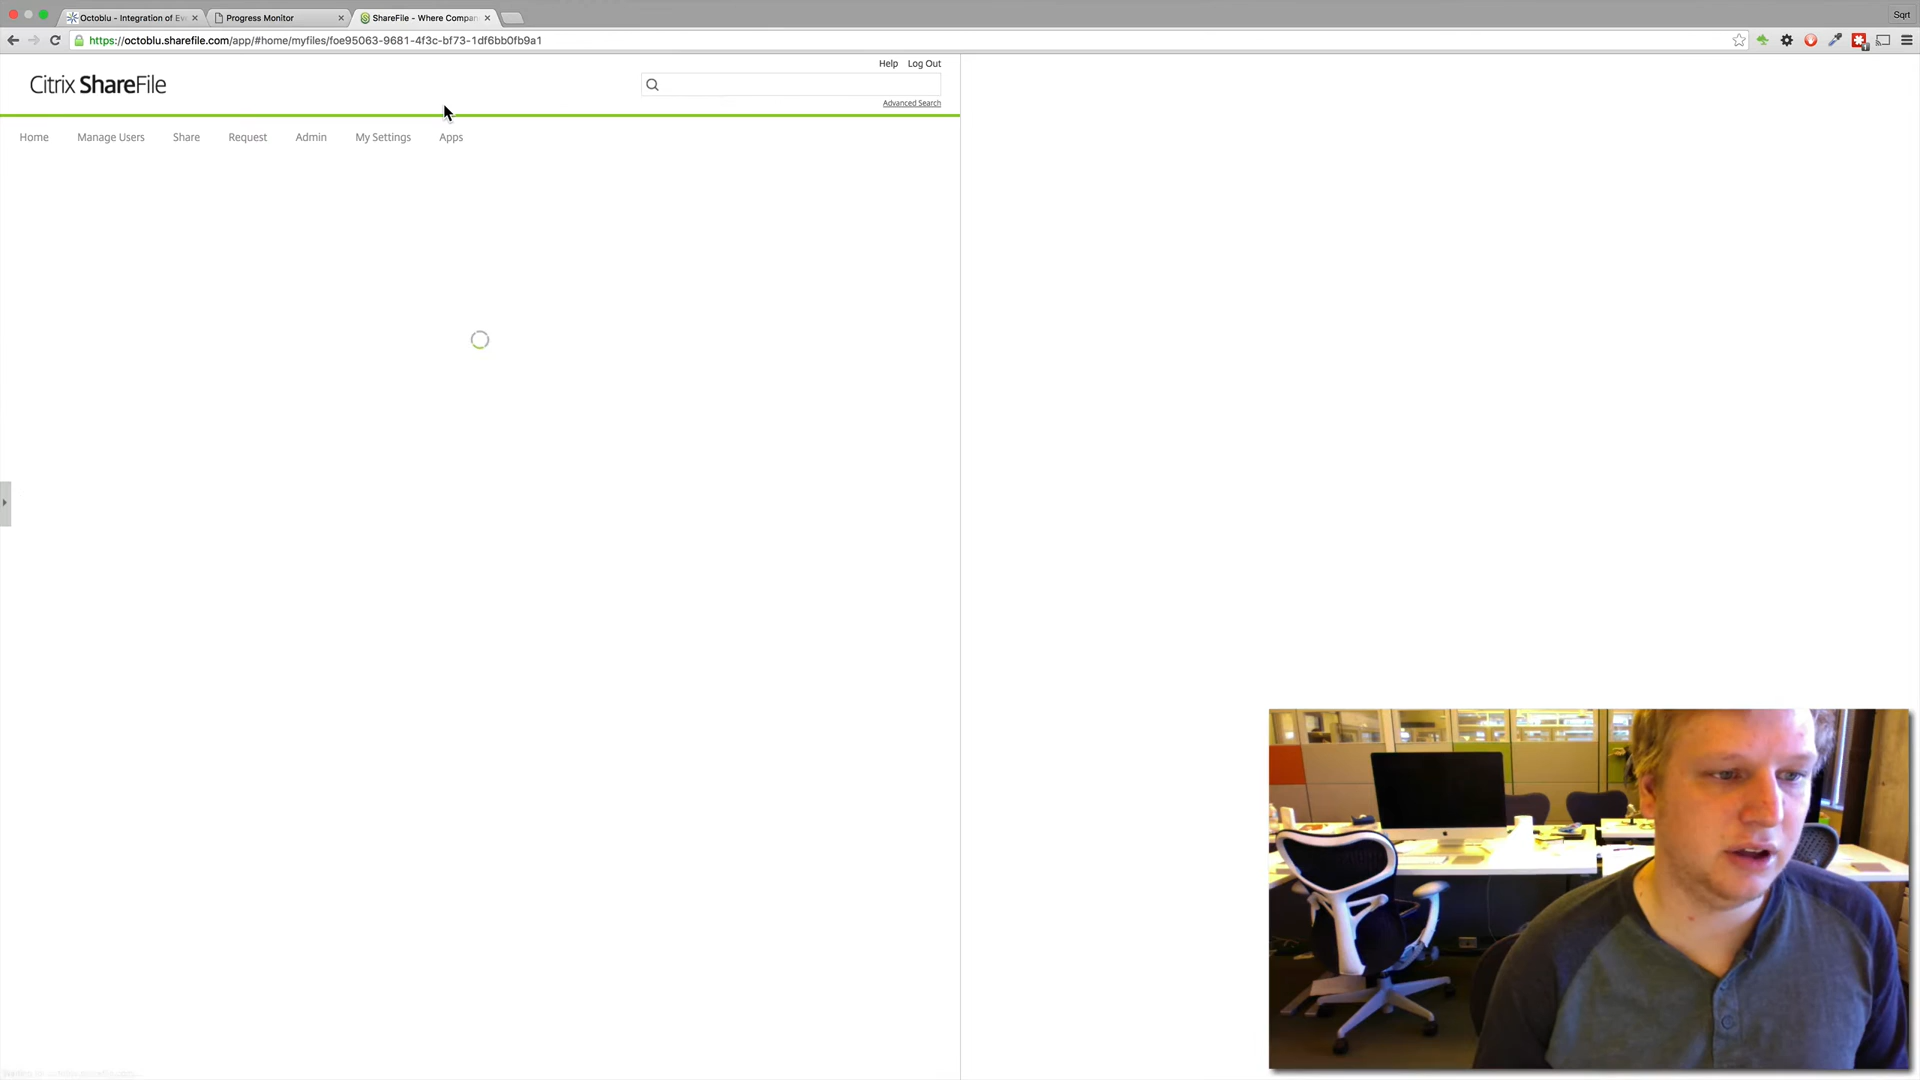 Octoblu - Integration of Ev
Progress Monitor
ShareFile - Where Compan
Sqrt
https://octoblu.sharefile.com/app/#home/myfiles/foe95063-9681-4f3c-bf73-1df6bb0fb9a1
Help
Log Out
Citrix ShareFile
Advanced Search
Home
Manage Users
Share
Request
Admin
My Settings
Apps